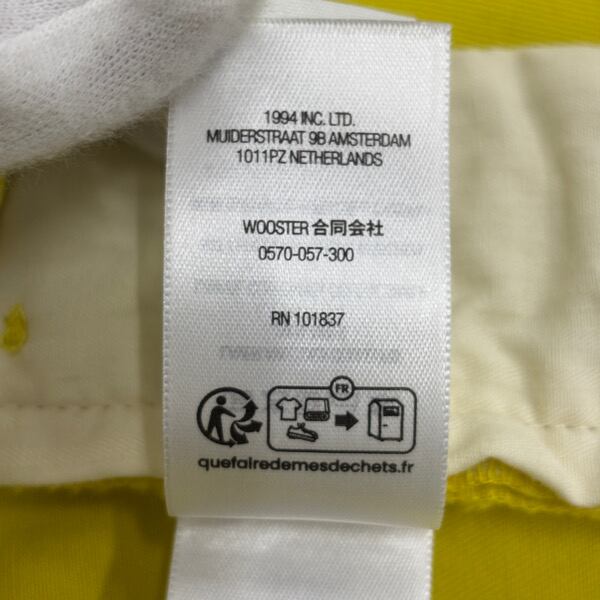 1994 INC. LTD.
MUIDERSTRAAT 9B AMSTERDAM
1011PZ NETHERLANDS
WOOSTER 合同会社
0570-057-300
RN 101837
FR
quefairedemesdechets.fr